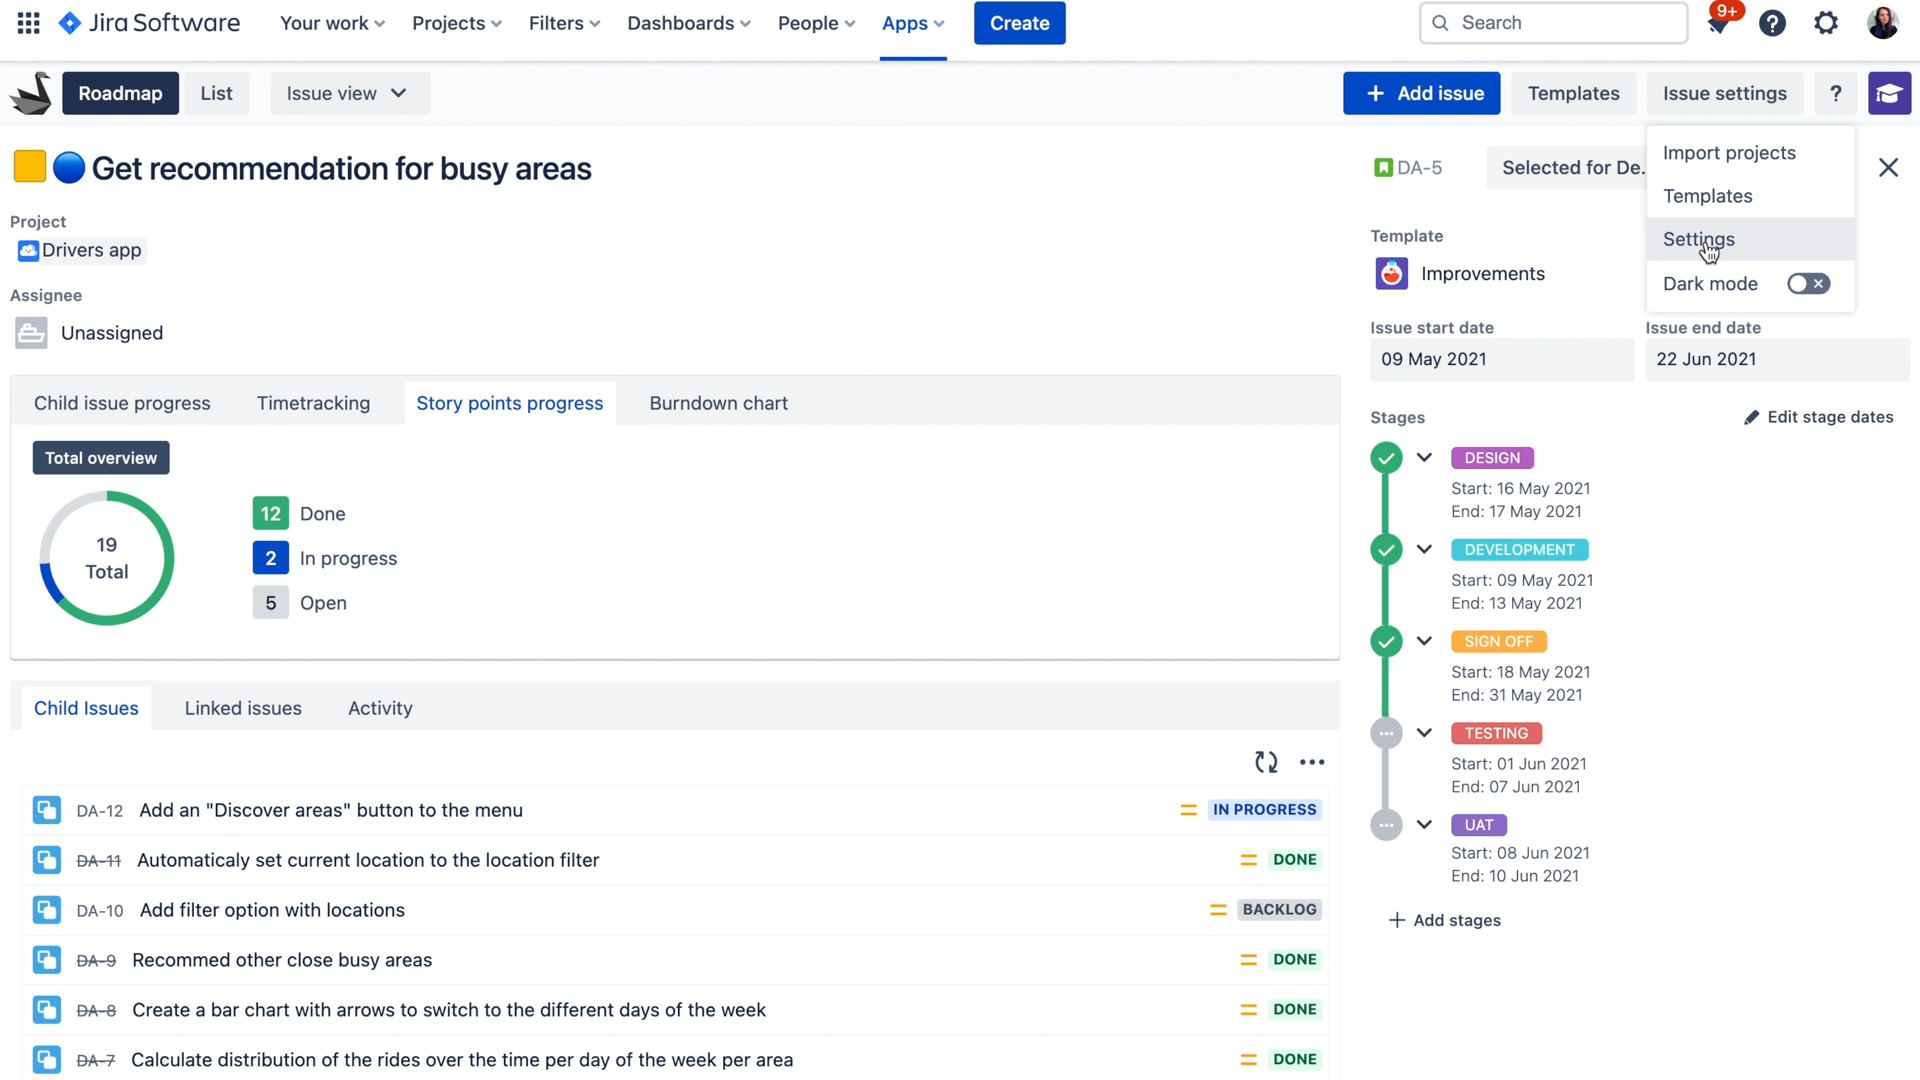 Jira Software Your work Projects Filters Dashboards People Apps Create Search 9+
Roadmap List Issue view + Add issue Templates Issue settings ?
Import projects
Templates
Settings
Dark mode
Get recommendation for busy areas
DA-5 Selected for De..
Project
Drivers app
Assignee
Unassigned
Template
Improvements
Issue start date Issue end date
09 May 2021 22 Jun 2021
Child issue progress Timetracking Story points progress Burndown chart
Total overview
19
Total
12 Done
2 In progress
5 Open
Stages Edit stage dates
DESIGN
Start: 16 May 2021
End: 17 May 2021
DEVELOPMENT
Start: 09 May 2021
End: 13 May 2021
SIGN OFF
Start: 18 May 2021
End: 31 May 2021
TESTING
Start: 01 Jun 2021
End: 07 Jun 2021
UAT
Start: 08 Jun 2021
End: 10 Jun 2021
+ Add stages
Child Issues Linked issues Activity
DA-12 Add an "Discover areas" button to the menu IN PROGRESS
DA-11 Automaticaly set current location to the location filter DONE
DA-10 Add filter option with locations BACKLOG
DA-9 Recommed other close busy areas DONE
DA-8 Create a bar chart with arrows to switch to the different days of the week DONE
DA-7 Calculate distribution of the rides over the time per day of the week per area DONE